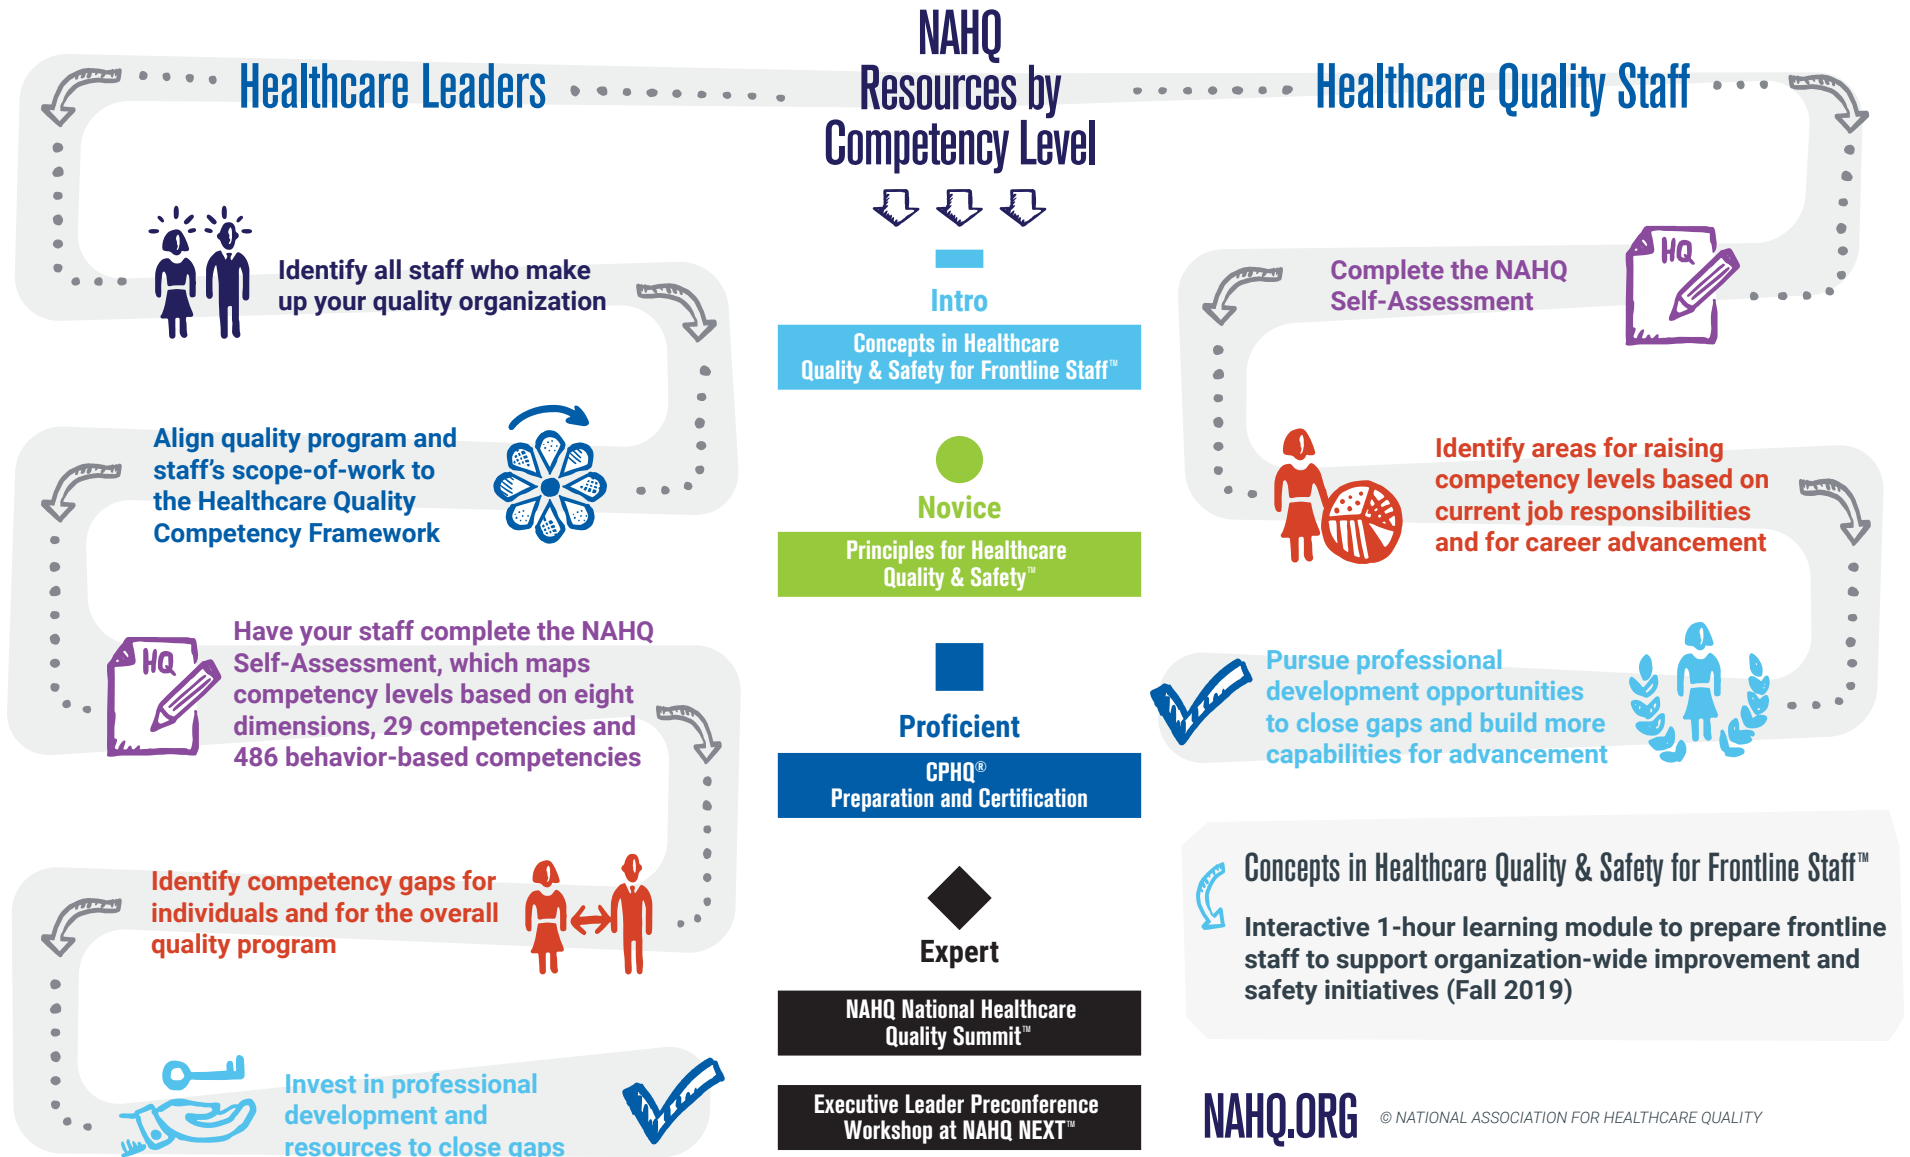 NAHQ
Resources by
Competency Level
Healthcare Leaders
Identify all staff who make
up your quality organization
Align quality program and
staff's scope-of-work to
the Healthcare Quality
Competency Framework
HQ
Have your staff complete the NAHQ
Self-Assessment, which maps
competency levels based on eight
dimensions, 29 competencies and
486 behavior-based competencies
Identify competency gaps for
individuals and for the overall
quality program
Invest in professional
development and
resources to close gaps
Intro
Concepts in Healthcare
Quality & Safety for Frontline Staff™
Novice
Principles for Healthcare
Quality & Safety™
Proficient
CPHQ®
Preparation and Certification
Expert
NAHQ National Healthcare
Quality Summit™
Executive Leader Preconference
Workshop at NAHQ NEXT™
Healthcare Quality Staff
Complete the NAHQ
Self-Assessment
HQ
Identify areas for raising
competency levels based on
current job responsibilities
and for career advancement
Pursue professional
development opportunities
to close gaps and build more
capabilities for advancement
Concepts in Healthcare Quality & Safety for Frontline Staff™
Interactive 1-hour learning module to prepare frontline
staff to support organization-wide improvement and
safety initiatives (Fall 2019)
NAHQ.ORG
© NATIONAL ASSOCIATION FOR HEALTHCARE QUALITY